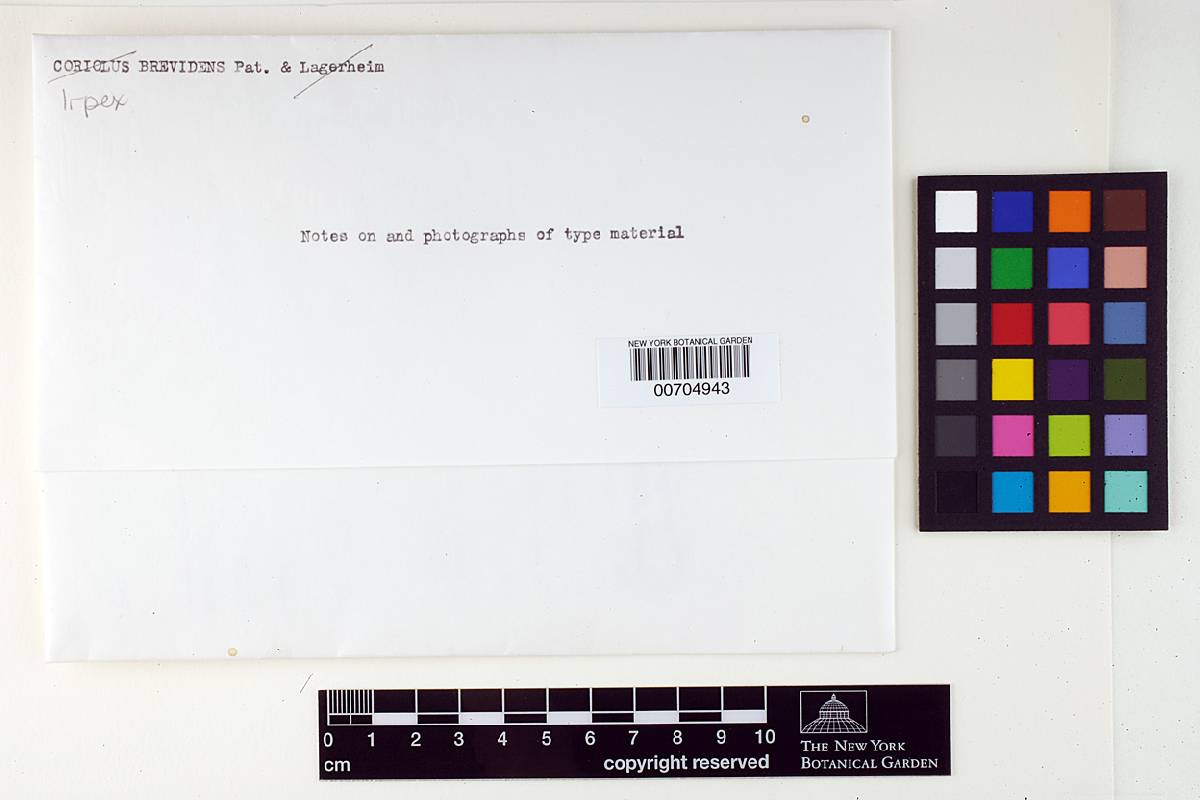 CORIOLUS BREVIDENS Pat. & Lagerheim
Irpex
Notes on and photographs of type material
NEW YORK BOTANICAL GARDEN
00704943
0 1 2 3 4 5 6 7 8 9 10
cm
copyright reserved
THE NEW YORK
BOTANICAL GARDEN